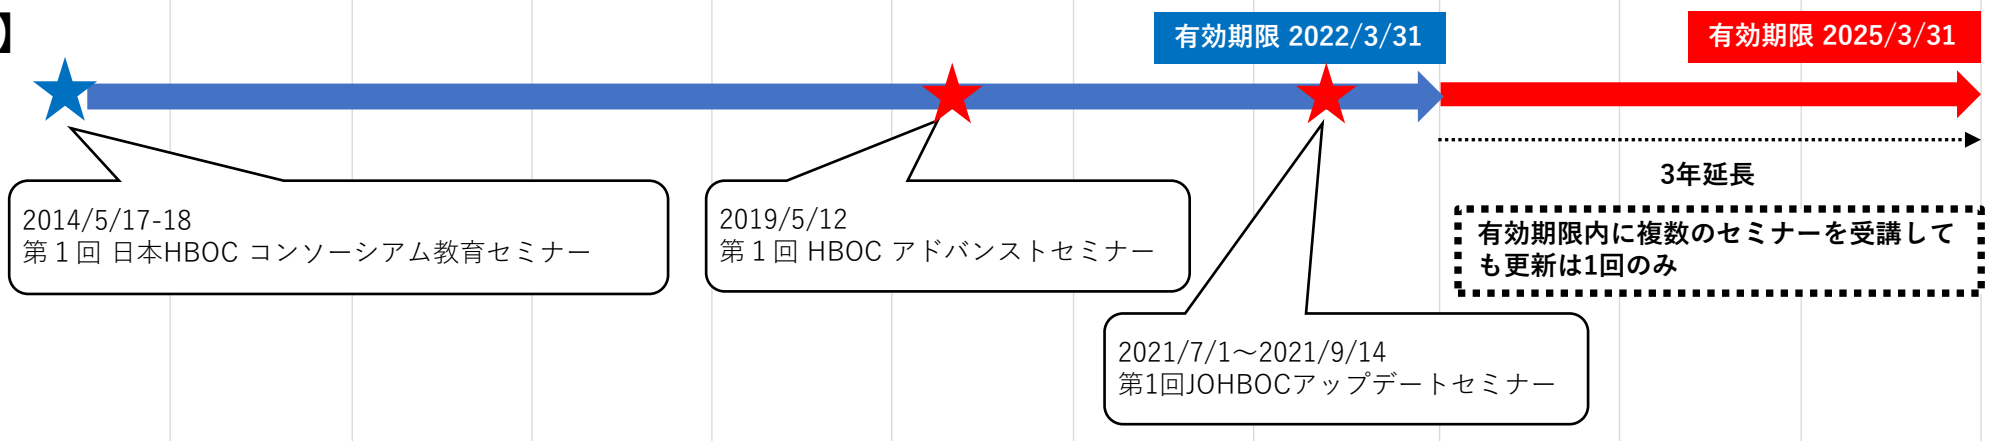 】
有効期限 2022/3/31
有効期限 2025/3/31
3年延長
2014/5/17-18
第１回 日本HBOC コンソーシアム教育セミナー
2019/5/12
第１回 HBOC アドバンストセミナー
有効期限内に複数のセミナーを受講して
も更新は1回のみ
2021/7/1～2021/9/14
第1回JOHBOCアップデートセミナー